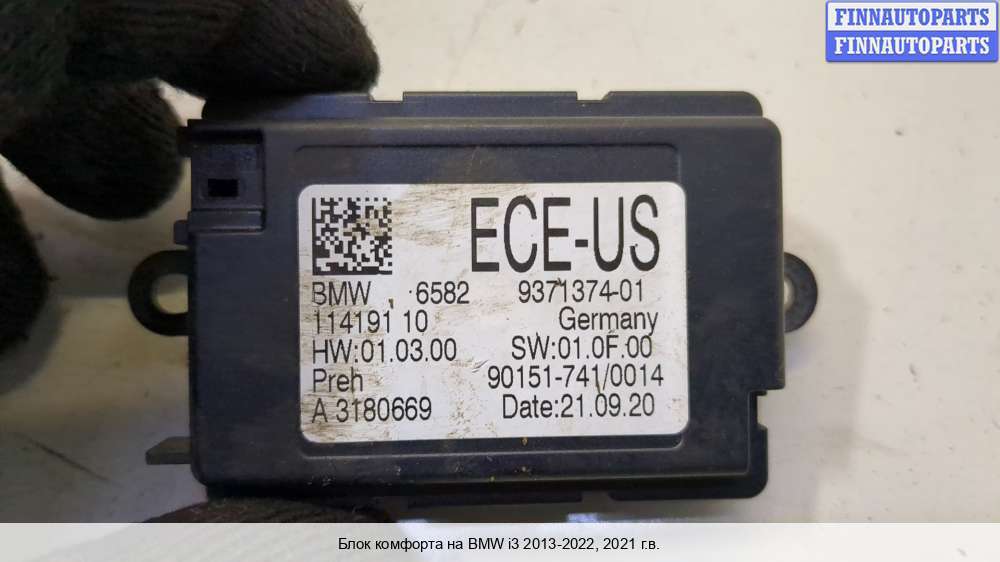 FINNAUTOPARTS
FINNAUTOPARTS
ECE-US
BMW 6582 9371374-01
114191 10 Germany
HW:01.03.00 SW:01.0F.00
Preh 90151-741/0014
A 3180669 Date:21.09.20
Блок комфорта на BMW i3 2013-2022, 2021 г.в.